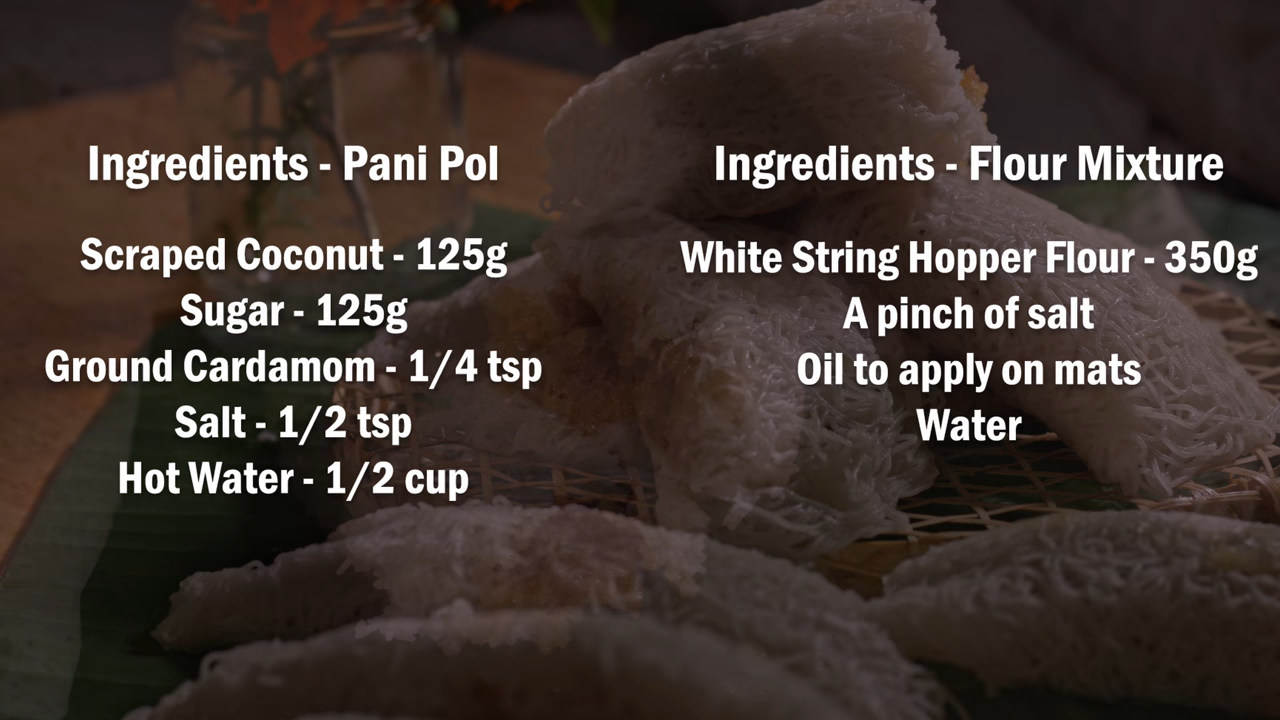 Ingredients - Pani Pol
Scraped Coconut - 125g
Sugar - 125g
Ground Cardamom - 1/4 tsp
Salt - 1/2 tsp
Hot Water - 1/2 cup
Ingredients - Flour Mixture
White String Hopper Flour - 350g
A pinch of salt
Oil to apply on mats
Water